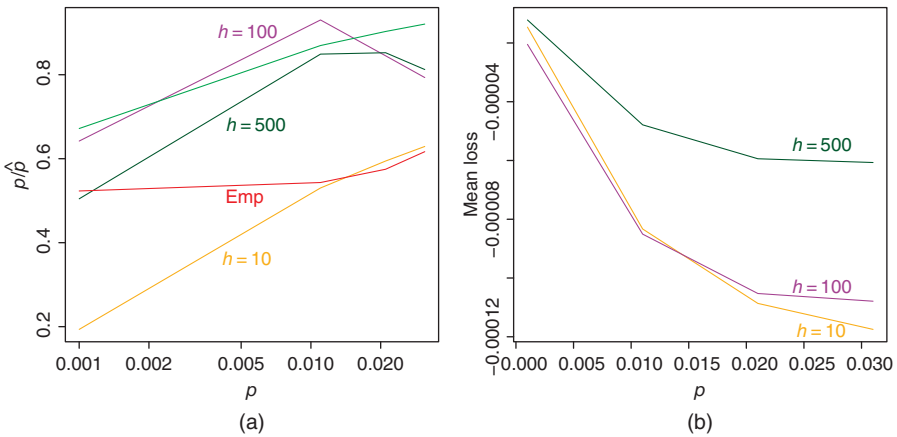 h = 100
h = 500
Emp
h = 10
0.2
0.4
0.6
0.8
p/p̂
0.001
0.002
0.005
0.010
0.020
p
(a)
h = 500
h = 100
h = 10
−0.00004
−0.00008
−0.00012
Mean loss
0.000
0.005
0.010
0.015
0.020
0.025
0.030
p
(b)